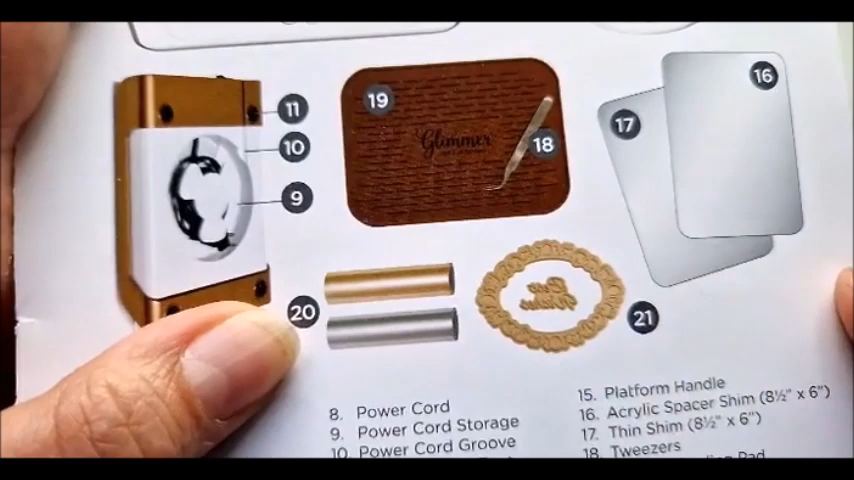 11
10
9
19
Glimmer
18
16
17
20
21
8. Power Cord
9. Power Cord Storage
10. Power Cord Groove
15. Platform Handle
16. Acrylic Spacer Shim (8½" x 6")
17. Thin Shim (8½" x 6")
18. Tweezers
Pad